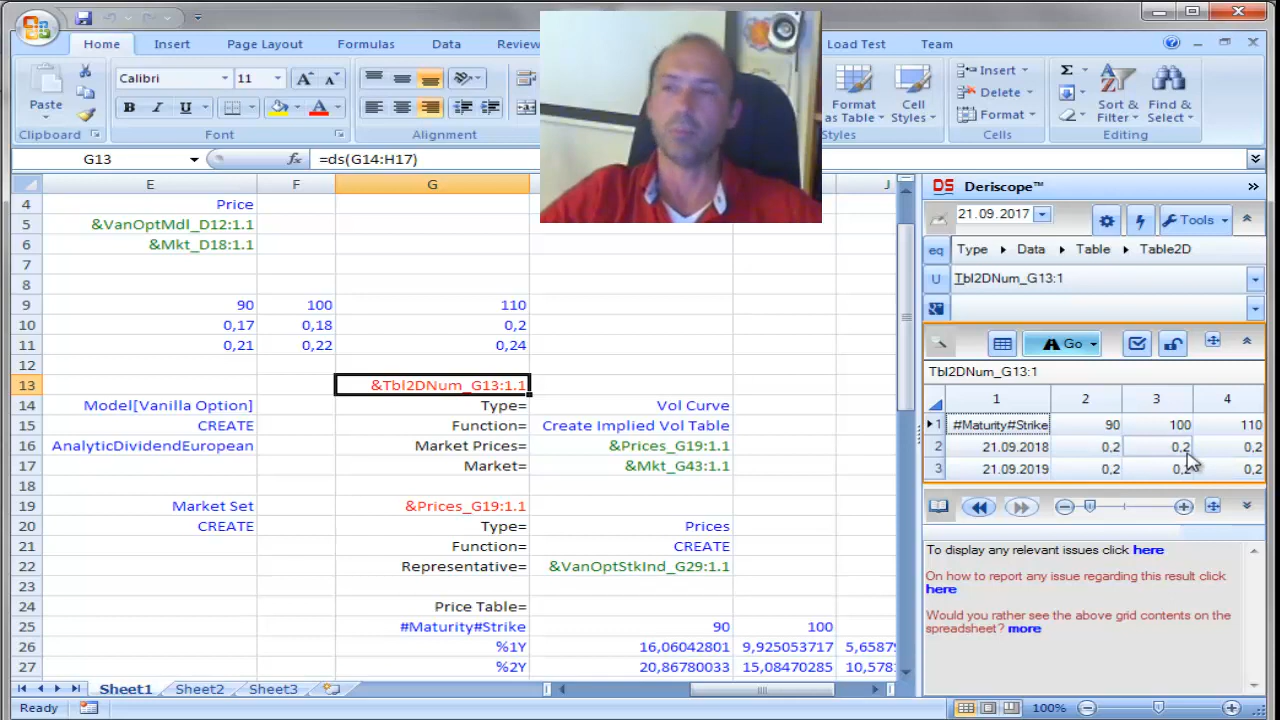 Home Insert Page Layout Formulas Data Review Load Test Team
Paste
Clipboard
Calibri 11
B I U
Font
Alignment
Format as Table
Cell Styles
Styles
Insert
Delete
Format
Cells
Sort & Filter
Find & Select
Editing
G13 fx =ds(G14:H17)
E F G J
4 Price
5 &VanOptMdl_D12:1.1
6 &Mkt_D18:1.1
7
8
9 90 100 110
10 0,17 0,18 0,2
11 0,21 0,22 0,24
12
13 &Tbl2DNum_G13:1.1
14 Model[Vanilla Option] Type= Vol Curve
15 CREATE Function= Create Implied Vol Table
16 AnalyticDividendEuropean Market Prices= &Prices_G19:1.1
17 Market= &Mkt_G43:1.1
18
19 Market Set &Prices_G19:1.1
20 CREATE Type= Prices
21 Function= CREATE
22 Representative= &VanOptStkInd_G29:1.1
23
24 Price Table=
25 #Maturity#Strike 90 100
26 %1Y 16,06042801 9,925053717 5,6587
27 %2Y 20,86780033 15,08470285 10,5781
Sheet1 Sheet2 Sheet3
Ready 100%
DS Deriscope™
21.09.2017 Tools
eq Type Data Table Table2D
U Tbl2DNum_G13:1
Go
Tbl2DNum_G13:1
1 2 3 4
1 #Maturity#Strike 90 100 110
2 21.09.2018 0,2 0,2 0,2
3 21.09.2019 0,2 0,2 0,2
To display any relevant issues click here
On how to report any issue regarding this result click
here
Would you rather see the above grid contents on the
spreadsheet? more